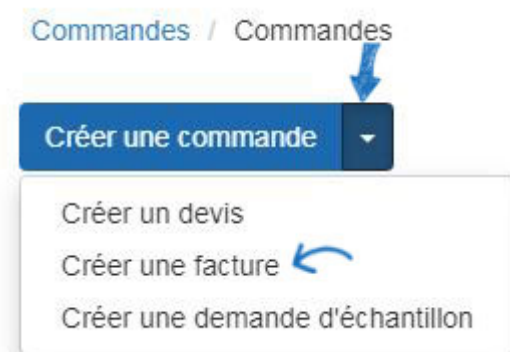 Commandes / Commandes
Créer une commande
Créer un devis
Créer une facture
Créer une demande d'échantillon